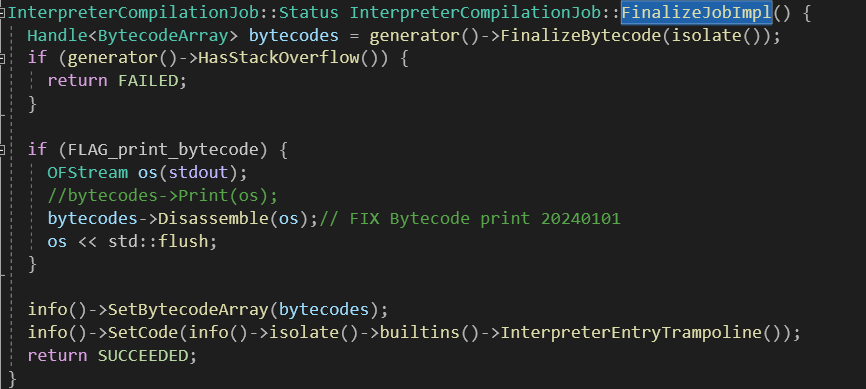 InterpreterCompilationJob::Status InterpreterCompilationJob::FinalizeJobImpl() {
  Handle<BytecodeArray> bytecodes = generator()->FinalizeBytecode(isolate());
  if (generator()->HasStackOverflow()) {
    return FAILED;
  }

  if (FLAG_print_bytecode) {
    OFStream os(stdout);
    //bytecodes->Print(os);
    bytecodes->Disassemble(os);// FIX Bytecode print 20240101
    os << std::flush;
  }

  info()->SetBytecodeArray(bytecodes);
  info()->SetCode(info()->isolate()->builtins()->InterpreterEntryTrampoline());
  return SUCCEEDED;
}